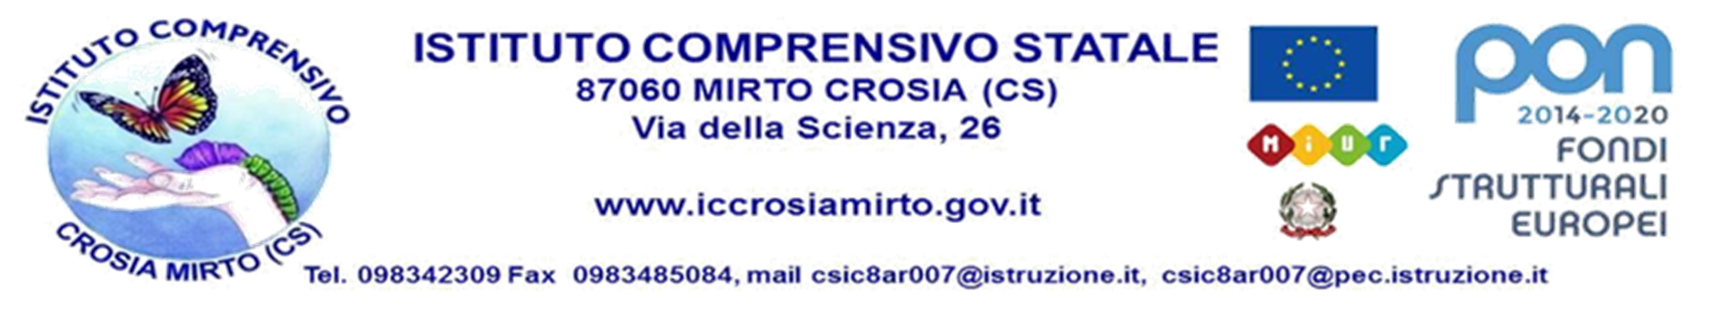 ISTITUTO COMPRENSIVO
CROSIA MIRTO (CS)
ISTITUTO COMPRENSIVO STATALE
87060 MIRTO CROSIA (CS)
Via della Scienza, 26
www.iccrosiamirto.gov.it
Tel. 098342309 Fax 0983485084, mail csic8ar007@istruzione.it, csic8ar007@pec.istruzione.it
MiUr
pon
2014-2020
FONDI
STRUTTURALI
EUROPEI